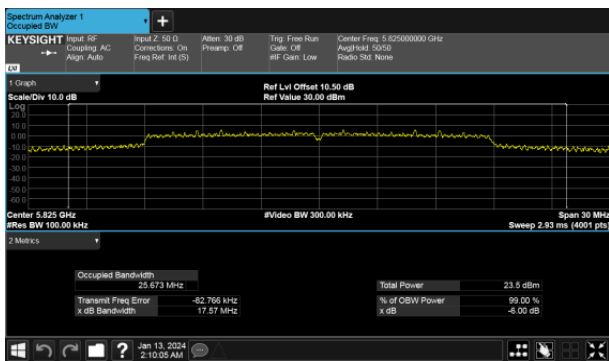 Spectrum Analyzer 1
Occupied BW
KEYSIGHT
Input: RF
Coupling: AC
Align: Auto
Input Z: 50 Ω
Corrections: On
Freq Ref: Int (S)
Atten: 30 dB
Preamp: Off
Trig: Free Run
Gate: Off
#IF Gain: Low
Center Freq: 5.825000000 GHz
Avg|Hold: 50/50
Radio Std: None
LXI
1 Graph
Scale/Div 10.0 dB
Ref Lvl Offset 10.50 dB
Ref Value 30.00 dBm
Log
20.0
10.0
0.00
-10.0
-20.0
-30.0
-40.0
-50.0
-60.0
Center 5.825 GHz
#Res BW 100.00 kHz
#Video BW 300.00 kHz
Span 30 MHz
Sweep 2.93 ms (4001 pts)
2 Metrics
Occupied Bandwidth
25.673 MHz
Transmit Freq Error -82.766 kHz
x dB Bandwidth 17.57 MHz
Total Power 23.5 dBm
% of OBW Power 99.00 %
x dB -6.00 dB
?
Jan 13, 2024
2:10:05 AM